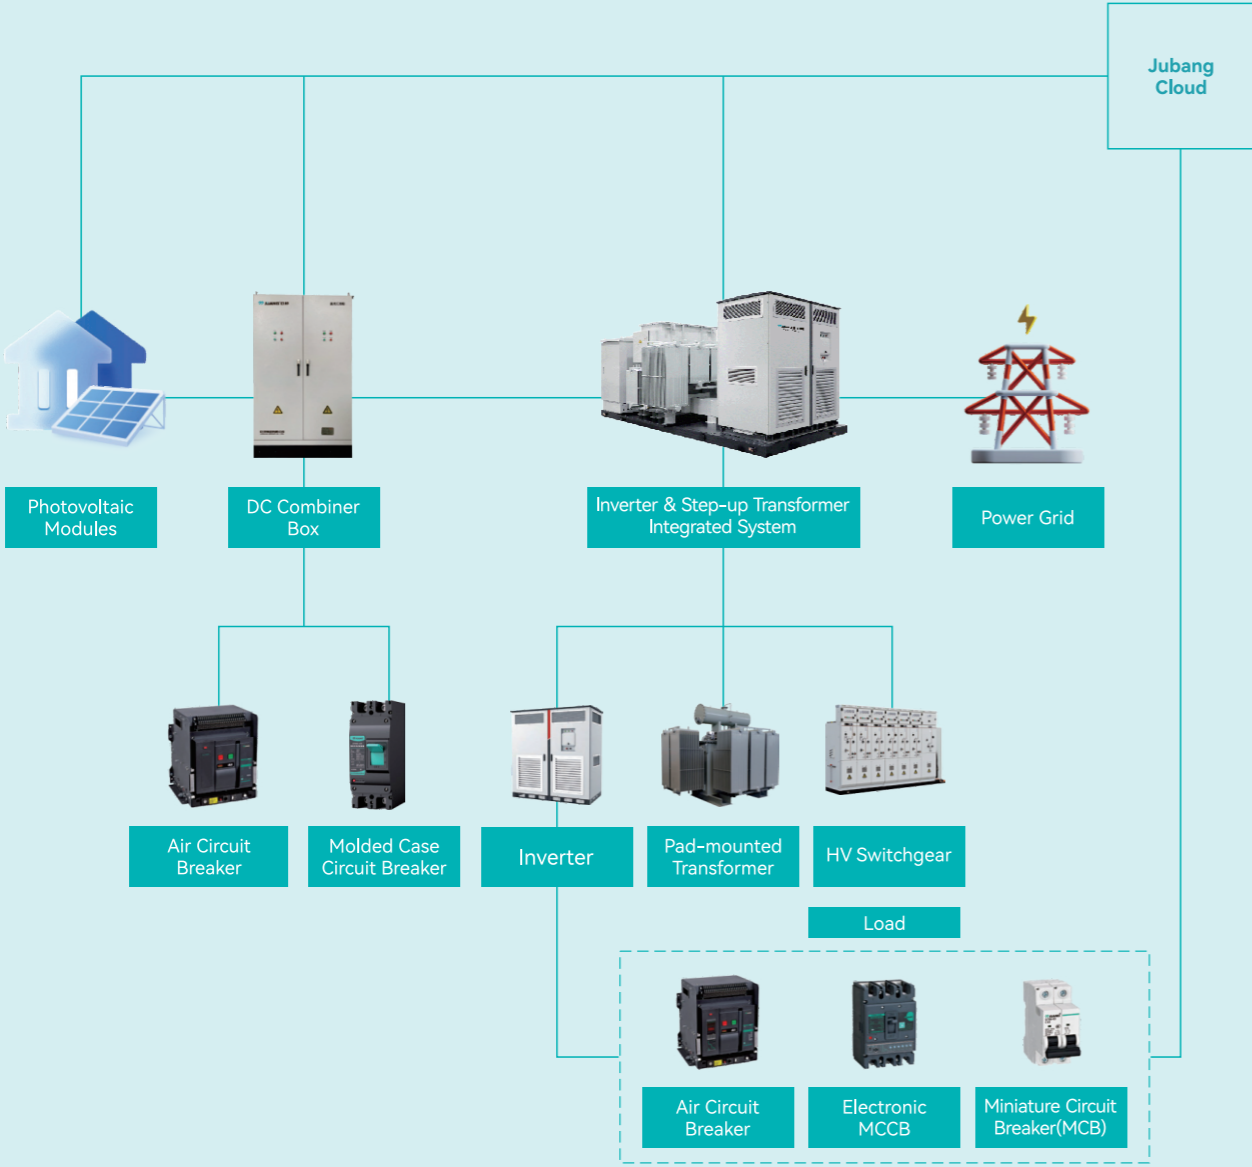 Jubang
Cloud
Photovoltaic
Modules
DC Combiner
Box
Inverter & Step-up Transformer
Integrated System
Power Grid
Air Circuit
Breaker
Molded Case
Circuit Breaker
Inverter
Pad-mounted
Transformer
HV Switchgear
Load
Air Circuit
Breaker
Electronic
MCCB
Miniature Circuit
Breaker(MCB)